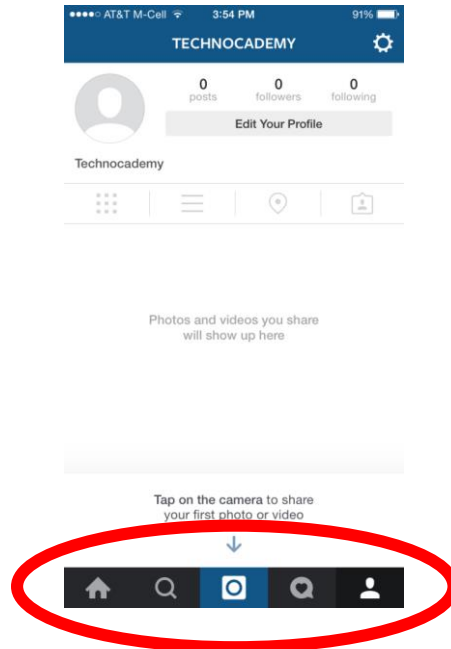 AT&T M-Cell 3:54 PM 91%
TECHNOCADEMY
0 0 0
posts followers following
Edit Your Profile
Technocademy
Photos and videos you share
will show up here
Tap on the camera to share
your first photo or video